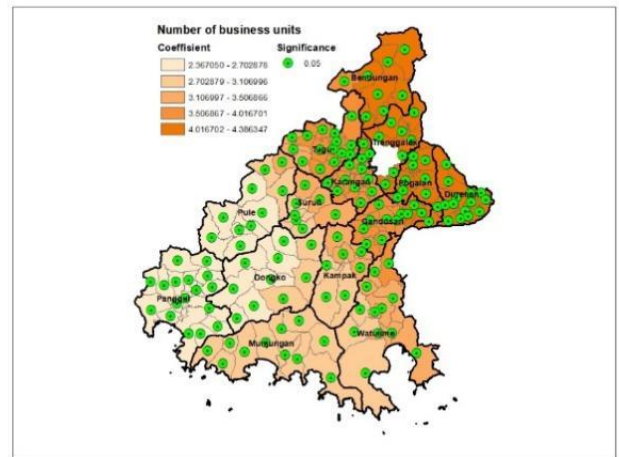 Number of business units
Coeffisient Significance
2.367050 - 2.702878 0.05
2.702879 - 3.106996
3.106997 - 3.506866
3.506867 - 4.016701
4.016702 - 4.386347
Bendungan
Trenggalek
Tugu
Karangan
Pogalan
Durenan
Suruh
Pule
Gandusari
Dongko
Kampak
Panggul
Watulimo
Munjungan